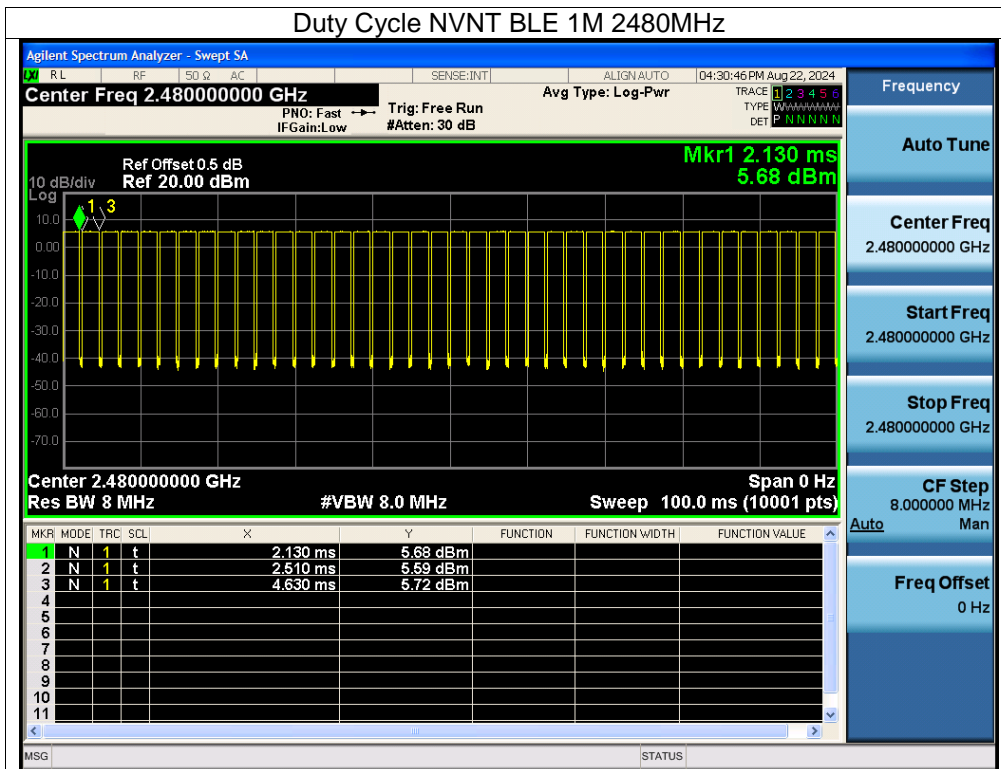 Duty Cycle NVNT BLE 1M 2480MHz
Agilent Spectrum Analyzer - Swept SA
LXI RL RF 50 Ω AC SENSE:INT ALIGN AUTO 04:30:46 PM Aug 22, 2024
Center Freq 2.480000000 GHz Avg Type: Log-Pwr TRACE 1 2 3 4 5 6
PNO: Fast Trig: Free Run TYPE WWWWWW
IFGain:Low #Atten: 30 dB DET P N N N N N
Frequency
Auto Tune
Mkr1 2.130 ms
Ref Offset 0.5 dB
10 dB/div Ref 20.00 dBm 5.68 dBm
Log
1 3
10.0
0.00
-10.0
-20.0
-30.0
-40.0
-50.0
-60.0
-70.0
Center 2.480000000 GHz Span 0 Hz
Res BW 8 MHz #VBW 8.0 MHz Sweep 100.0 ms (10001 pts)
MKR MODE TRC SCL X Y FUNCTION FUNCTION WIDTH FUNCTION VALUE
1 N 1 t 2.130 ms 5.68 dBm
2 N 1 t 2.510 ms 5.59 dBm
3 N 1 t 4.630 ms 5.72 dBm
4
5
6
7
8
9
10
11
Center Freq
2.480000000 GHz
Start Freq
2.480000000 GHz
Stop Freq
2.480000000 GHz
CF Step
8.000000 MHz
Auto Man
Freq Offset
0 Hz
MSG STATUS